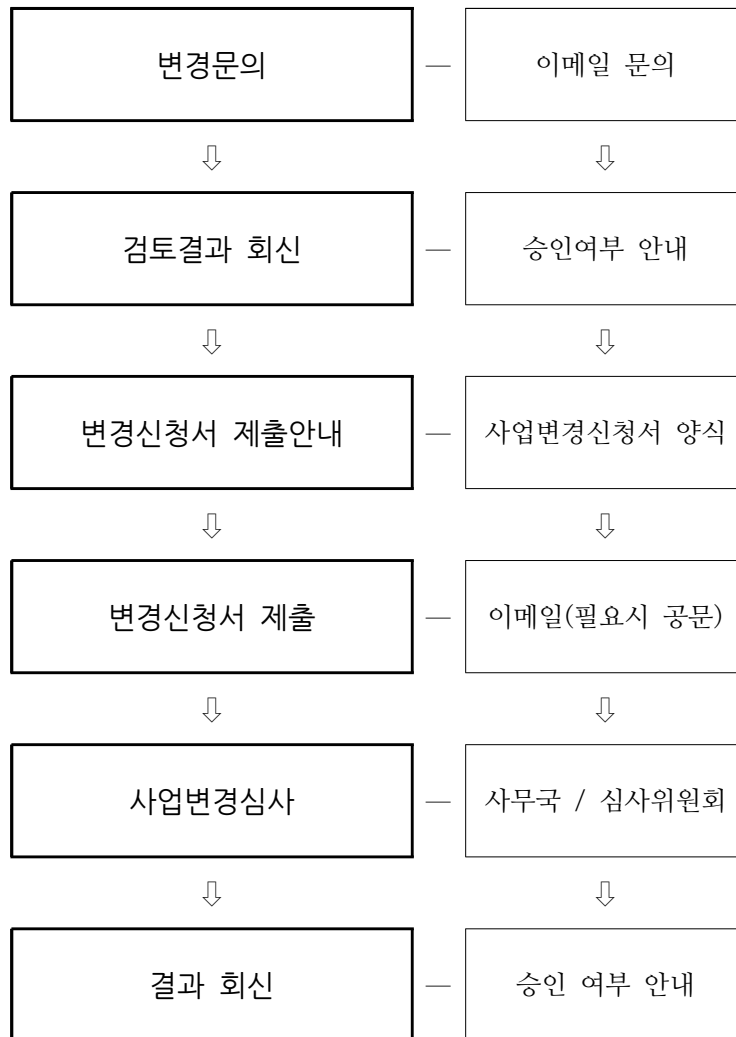 변경문의 — 이메일 문의
⇩ ⇩
검토결과 회신 — 승인여부 안내
⇩ ⇩
변경신청서 제출안내 — 사업변경신청서 양식
⇩ ⇩
변경신청서 제출 — 이메일(필요시 공문)
⇩ ⇩
사업변경심사 — 사무국 / 심사위원회
⇩ ⇩
결과 회신 — 승인 여부 안내